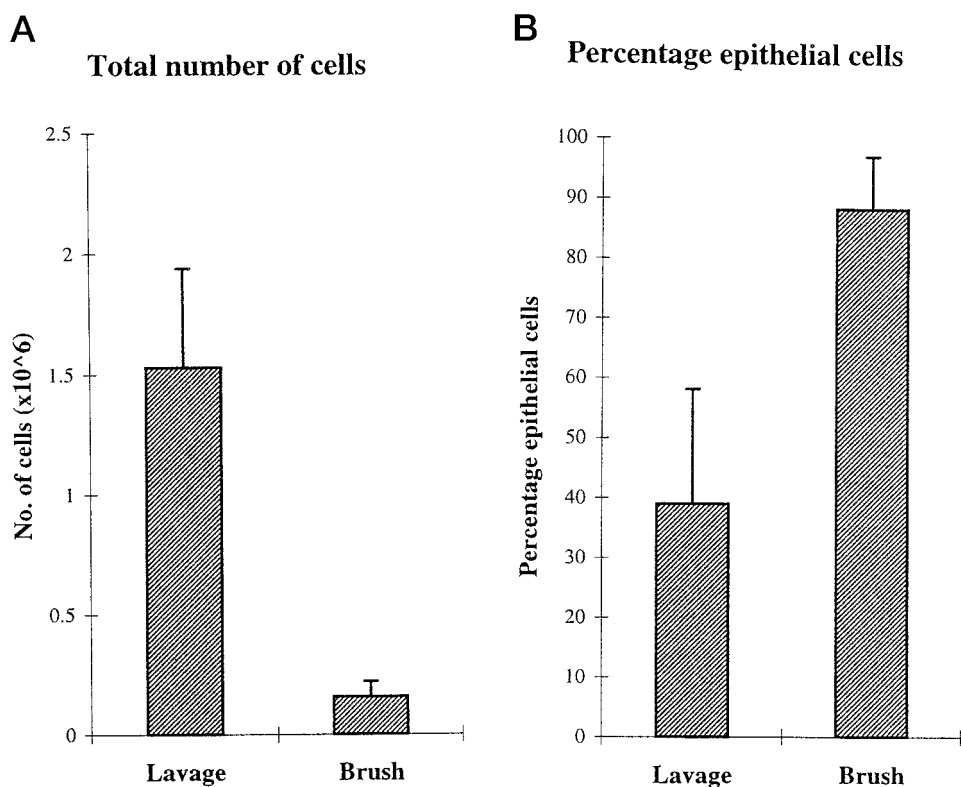 A
Total number of cells
No. of cells (x10^6)
2.5
2
1.5
1
0.5
0
Lavage Brush
B
Percentage epithelial cells
Percentage epithelial cells
100
90
80
70
60
50
40
30
20
10
0
Lavage Brush